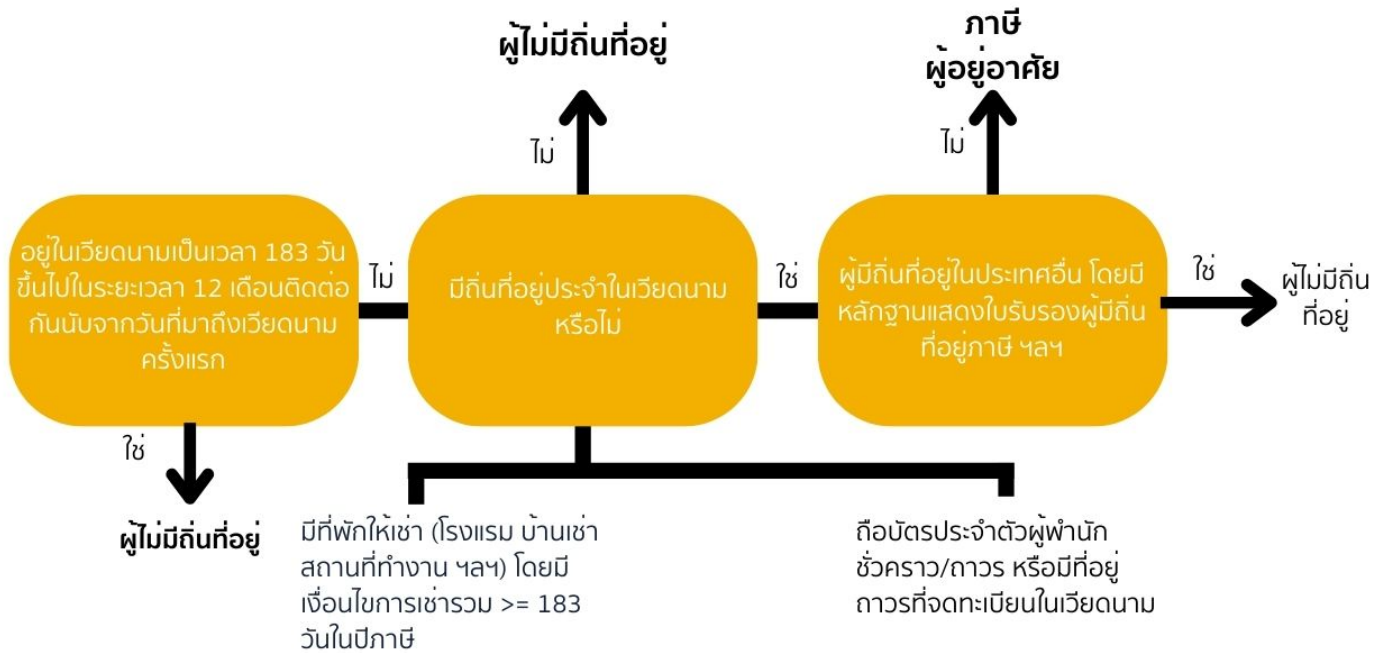 ผู้ไม่มีถิ่นที่อยู่
ภาษี
ผู้อยู่อาศัย
ไม่
ไม่
อยู่ในเวียดนามเป็นเวลา 183 วัน
ขึ้นไปในระยะเวลา 12 เดือนติดต่อ
กันนับจากวันที่มาถึงเวียดนาม
ครั้งแรก
ไม่
มีถิ่นที่อยู่ประจำในเวียดนาม
หรือไม่
ใช่
ผู้มีถิ่นที่อยู่ในประเทศอื่น โดยมี
หลักฐานแสดงใบรับรองผู้มีถิ่น
ที่อยู่ภาษี ฯลฯ
ใช่
ผู้ไม่มีถิ่น
ที่อยู่
ใช่
ผู้ไม่มีถิ่นที่อยู่
มีที่พักให้เช่า (โรงแรม บ้านเช่า
สถานที่ทำงาน ฯลฯ) โดยมี
เงื่อนไขการเช่ารวม >= 183
วันในปีภาษี
ถือบัตรประจำตัวผู้พำนัก
ชั่วคราว/ถาวร หรือมีที่อยู่
ถาวรที่จดทะเบียนในเวียดนาม